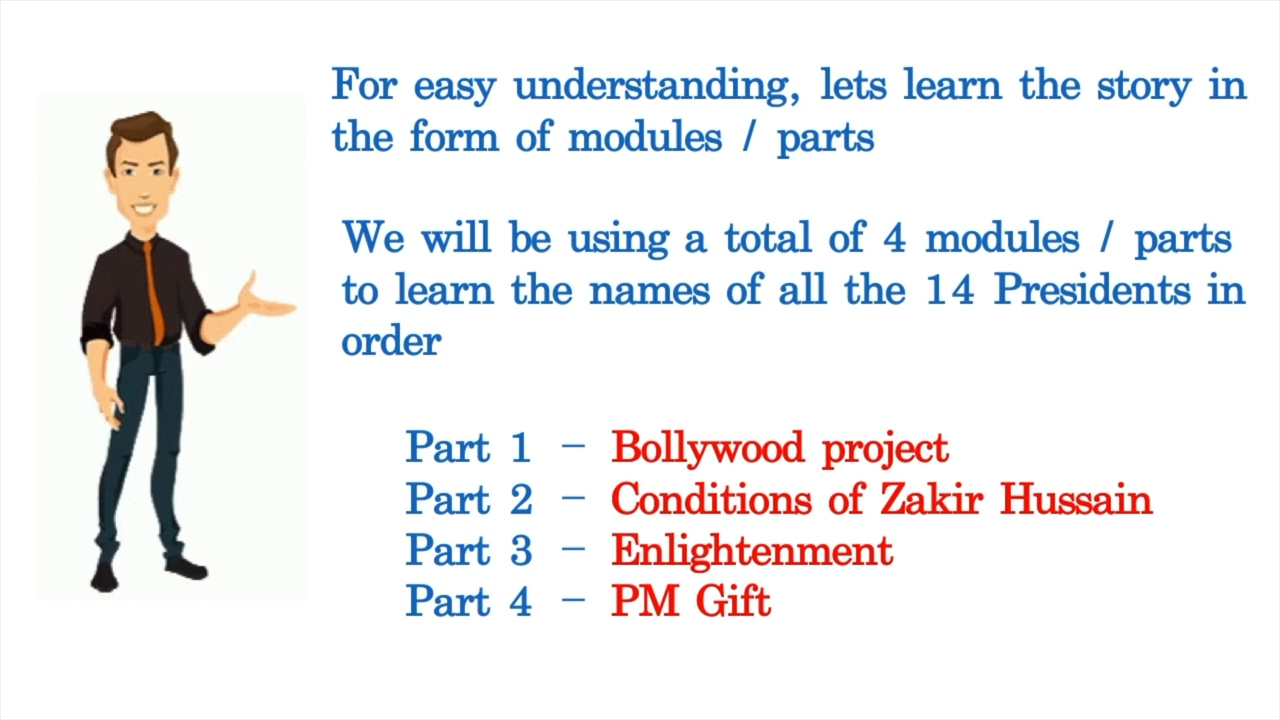 For easy understanding, lets learn the story in
the form of modules / parts
We will be using a total of 4 modules / parts
to learn the names of all the 14 Presidents in
order
Part 1 – Bollywood project
Part 2 – Conditions of Zakir Hussain
Part 3 – Enlightenment
Part 4 – PM Gift